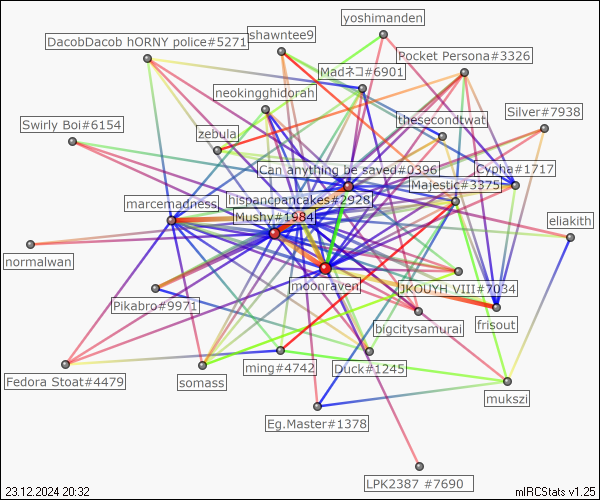 yoshimanden
shawntee9
DacobDacob hORNY police#5271
Pocket Persona#3326
Madネコ#6901
neokingghidorah
Silver#7938
thesecondtwat
Swirly Boi#6154
zebula
Can anything be saved#0396
Cypha#1717
Majestic#3375
hispancpancakes#2928
marcemadness
Mushy#1984
eliakith
normalwan
moonraven
JKOUYH VIII#7034
Pikabro#9971
frisout
bigcitysamurai
ming#4742
Duck#1245
Fedora Stoat#4479
somass
mukszi
Eg.Master#1378
LPK2387 #7690
23.12.2024 20:32
mIRCStats v1.25